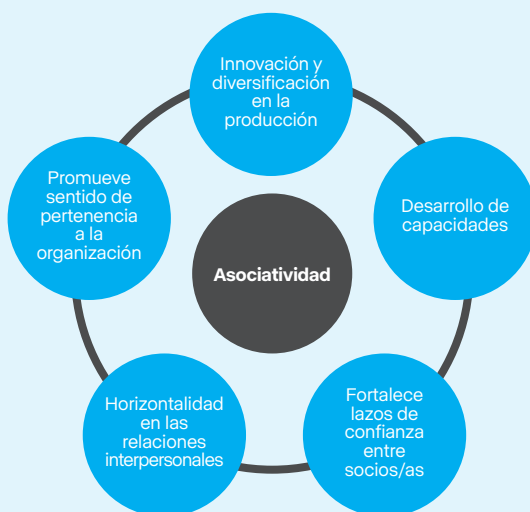 Innovación y
diversificación
en la
producción
Desarrollo de
capacidades
Fortalece
lazos de
confianza
entre
socios/as
Horizontalidad
en las
relaciones
interpersonales
Promueve
sentido de
pertenencia
a la
organización
Asociatividad